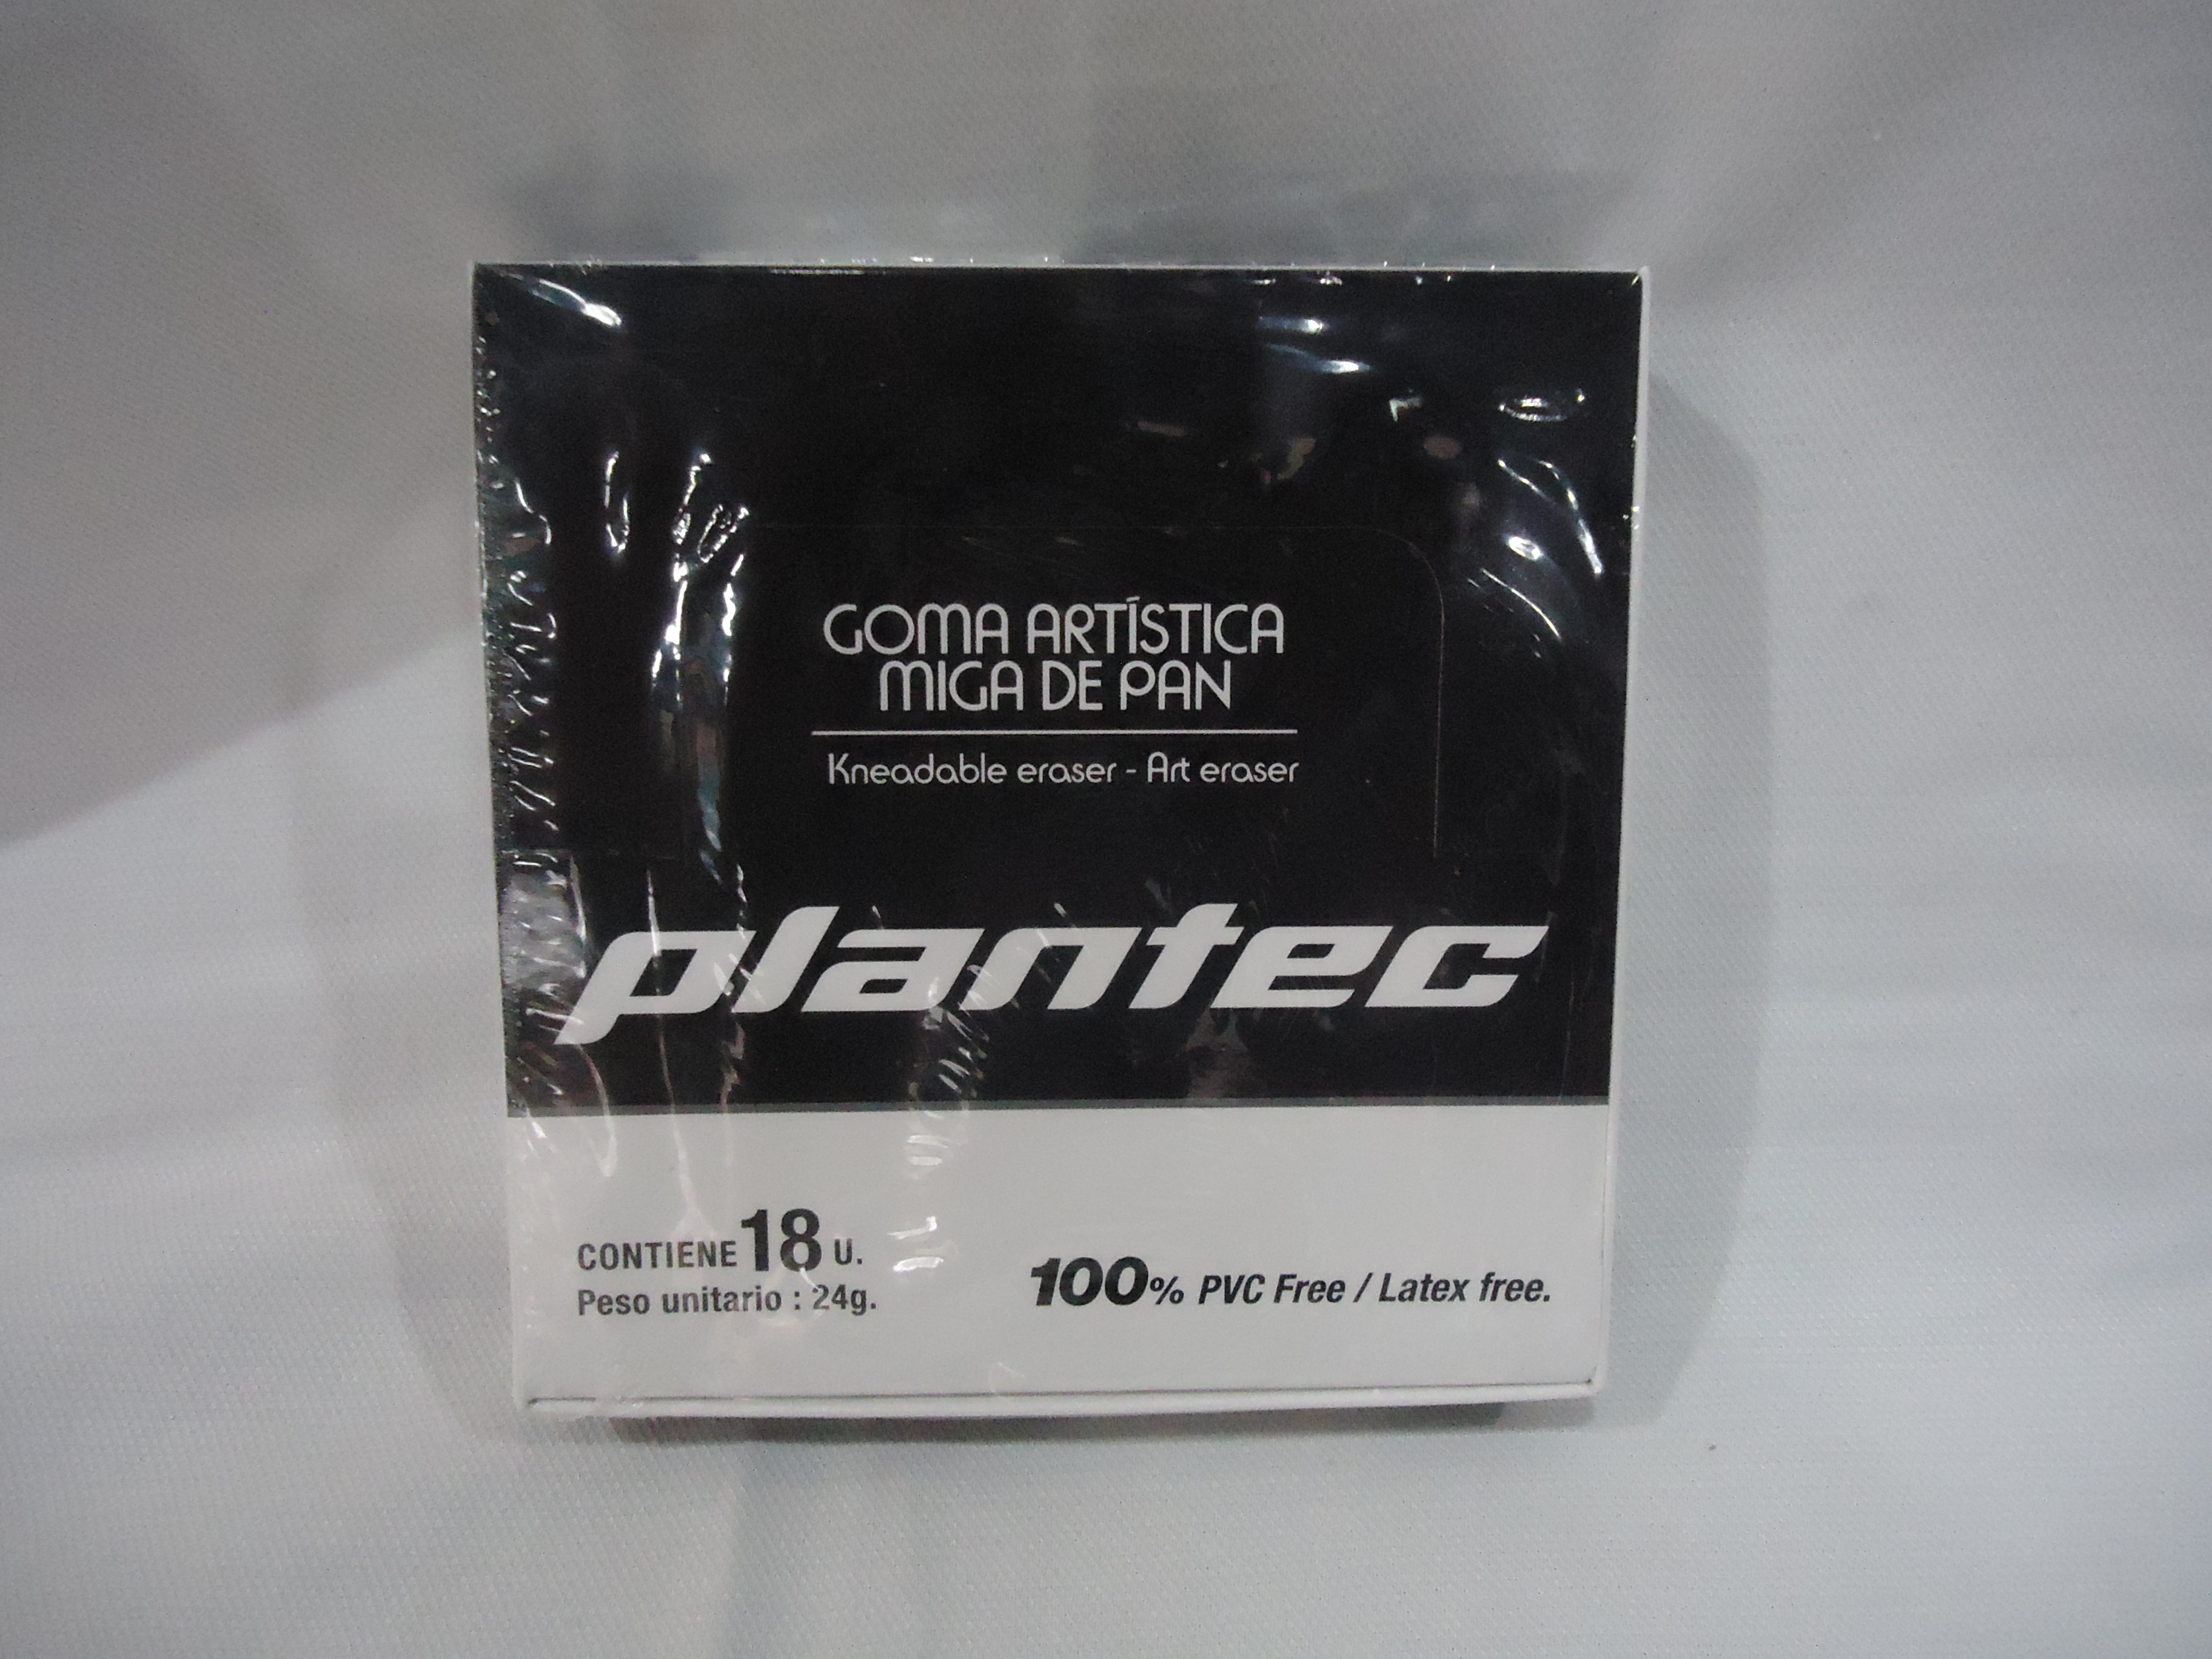 GOMA ARTÍSTICA
MIGA DE PAN
Kneadable eraser - Art eraser
plantec
CONTIENE 18 U.
Peso unitario : 24g.
100% PVC Free / Latex free.